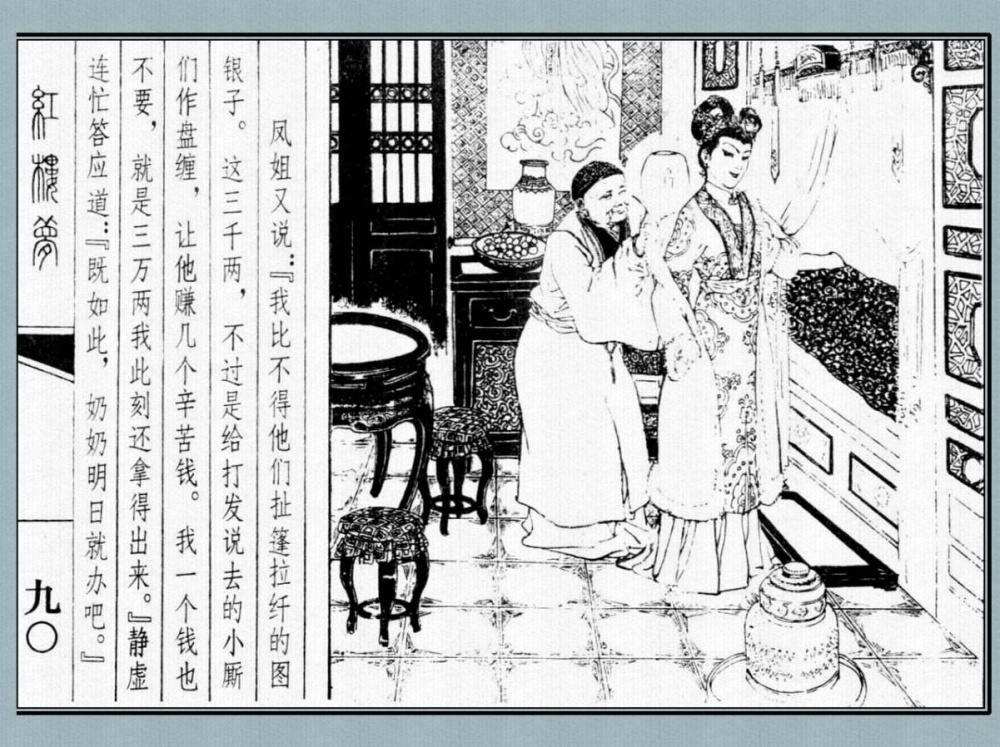 凤姐又说：『我比不得他们扯篷拉纤的图
银子。这三千两，不过是给打发说去的小厮
们作盘缠，让他赚几个辛苦钱。我一个钱也
不要，就是三万两我此刻还拿得出来。』静虚
连忙答应道：『既如此，奶奶明日就办吧。』
紅樓夢
九〇